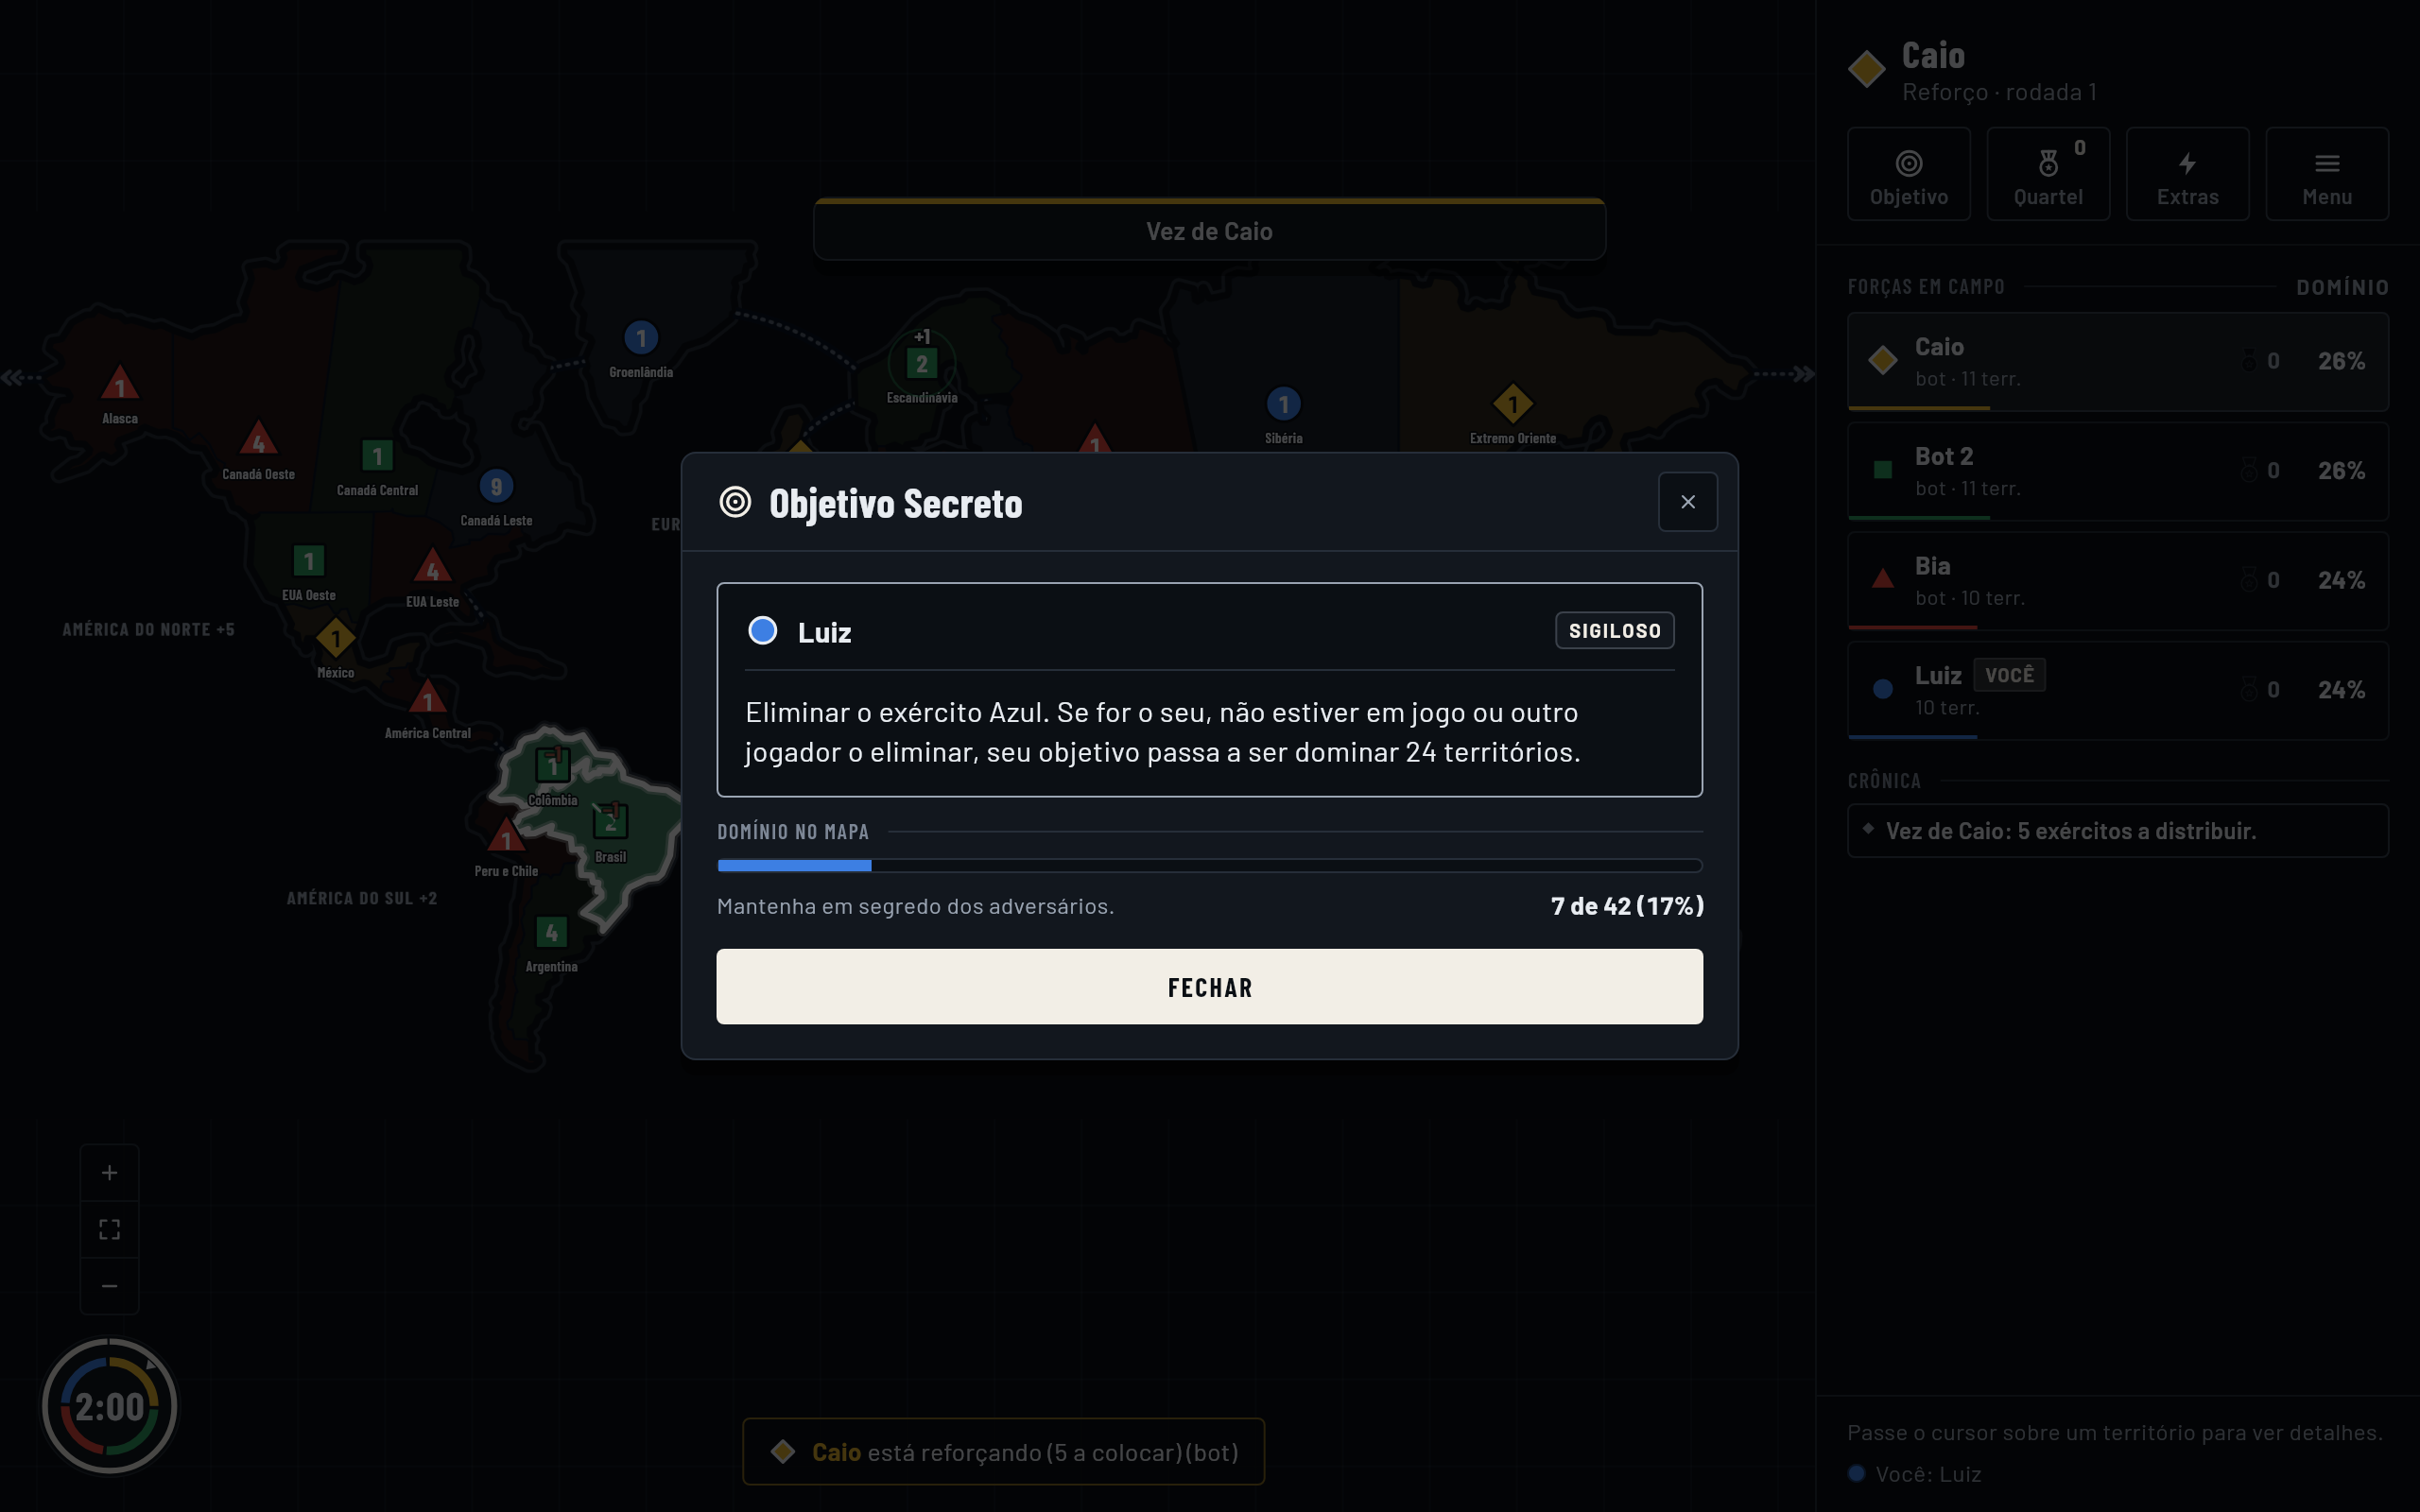 Caio
Reforço · rodada 1
Objetivo
0
Quartel
Extras
Menu
Vez de Caio
FORÇAS EM CAMPO
DOMÍNIO
Caio
bot · 11 terr.
0
26%
Bot 2
bot · 11 terr.
0
26%
Bia
bot · 10 terr.
0
24%
Luiz
VOCÊ
10 terr.
0
24%
CRÔNICA
Vez de Caio: 5 exércitos a distribuir.
1
Alasca
4
Canadá Oeste
1
Canadá Central
9
Canadá Leste
1
Groenlândia
+1
2
Escandinávia
1
1
Sibéria
1
Extremo Oriente
1
EUA Oeste
4
EUA Leste
AMÉRICA DO NORTE +5
1
México
1
América Central
EUR
1
Colômbia
2
Brasil
1
Peru e Chile
AMÉRICA DO SUL +2
4
Argentina
Objetivo Secreto
Luiz
SIGILOSO
Eliminar o exército Azul. Se for o seu, não estiver em jogo ou outro
jogador o eliminar, seu objetivo passa a ser dominar 24 territórios.
DOMÍNIO NO MAPA
Mantenha em segredo dos adversários.
7 de 42 (17%)
FECHAR
2:00
Caio está reforçando (5 a colocar) (bot)
Passe o cursor sobre um território para ver detalhes.
Você: Luiz